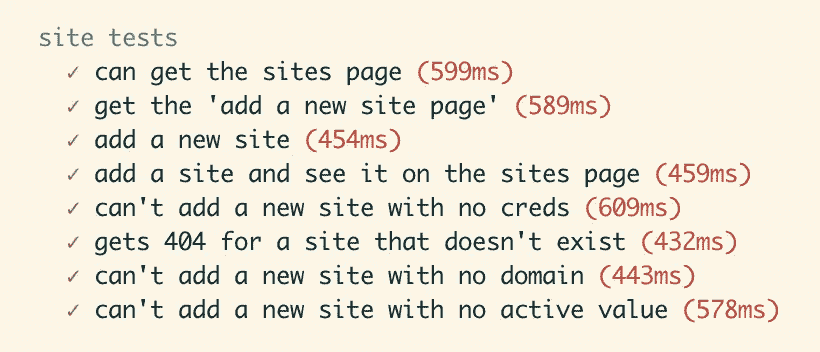 site tests
✓ can get the sites page (599ms)
✓ get the 'add a new site page' (589ms)
✓ add a new site (454ms)
✓ add a site and see it on the sites page (459ms)
✓ can't add a new site with no creds (609ms)
✓ gets 404 for a site that doesn't exist (432ms)
✓ can't add a new site with no domain (443ms)
✓ can't add a new site with no active value (578ms)